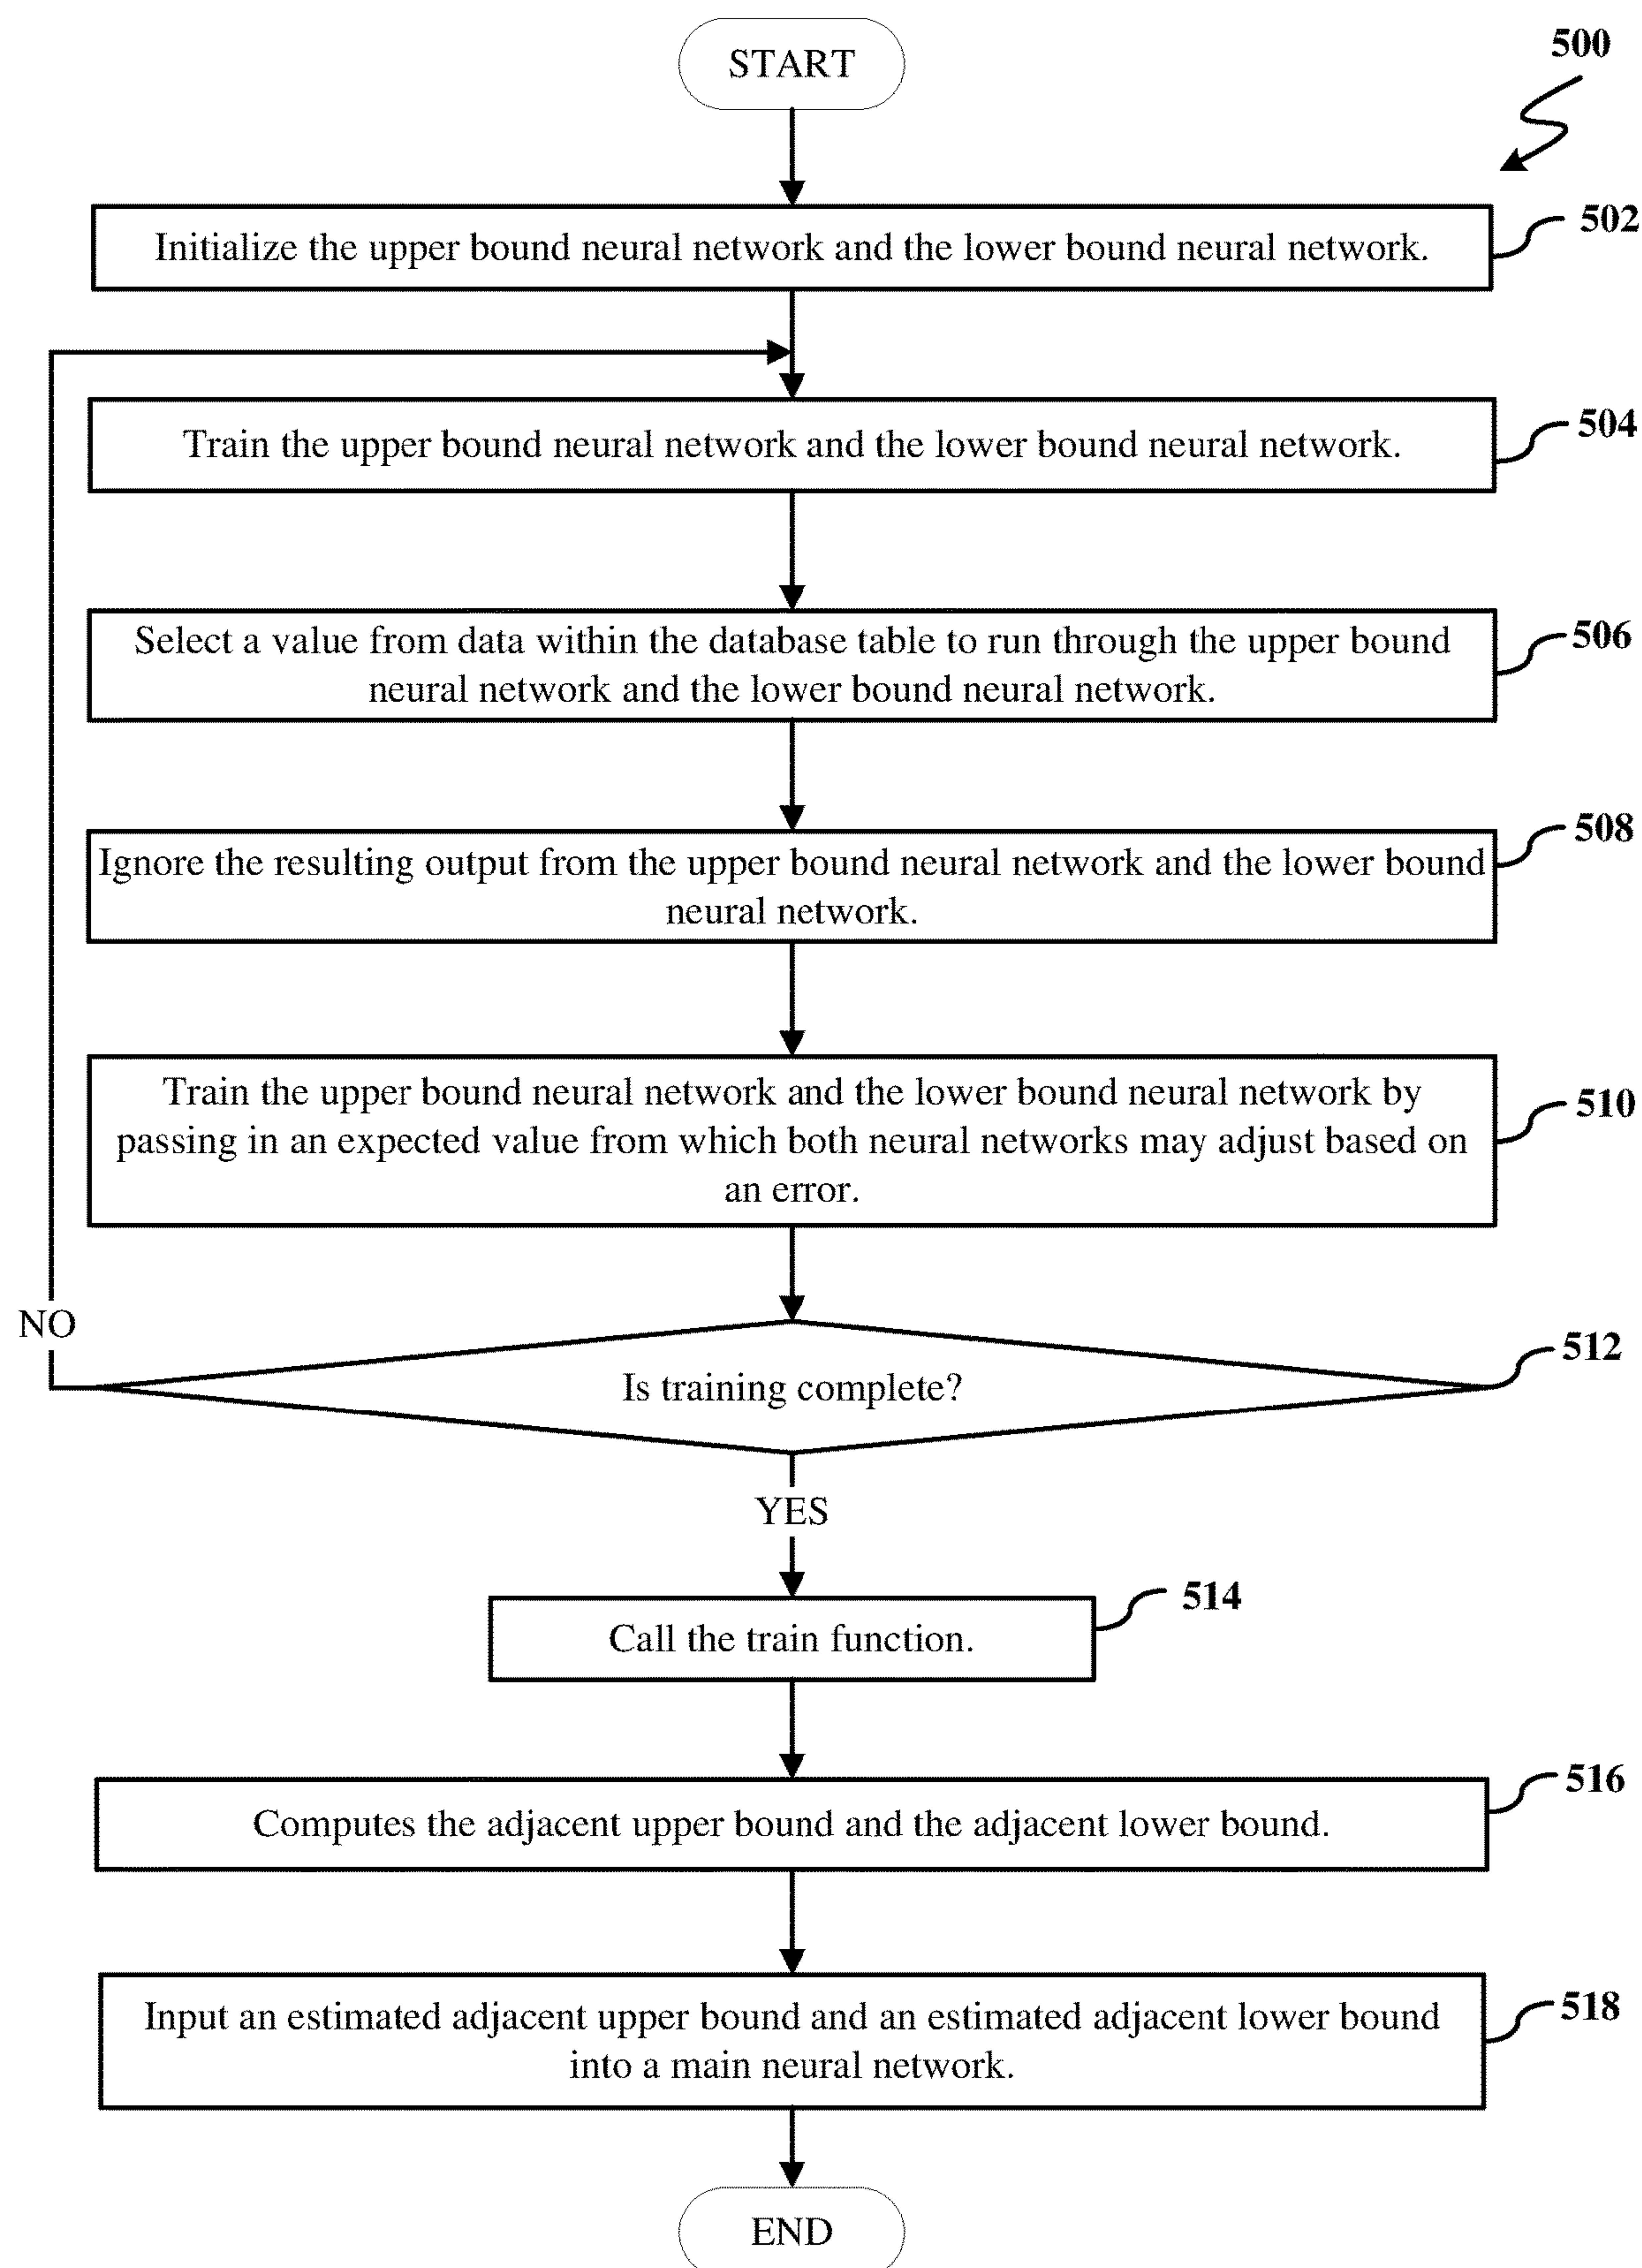 START
500
Initialize the upper bound neural network and the lower bound neural network.
502
Train the upper bound neural network and the lower bound neural network.
504
Select a value from data within the database table to run through the upper bound
neural network and the lower bound neural network.
506
Ignore the resulting output from the upper bound neural network and the lower bound
neural network.
508
Train the upper bound neural network and the lower bound neural network by
passing in an expected value from which both neural networks may adjust based on
an error.
510
NO
Is training complete?
512
YES
Call the train function.
514
Computes the adjacent upper bound and the adjacent lower bound.
516
Input an estimated adjacent upper bound and an estimated adjacent lower bound
into a main neural network.
518
END